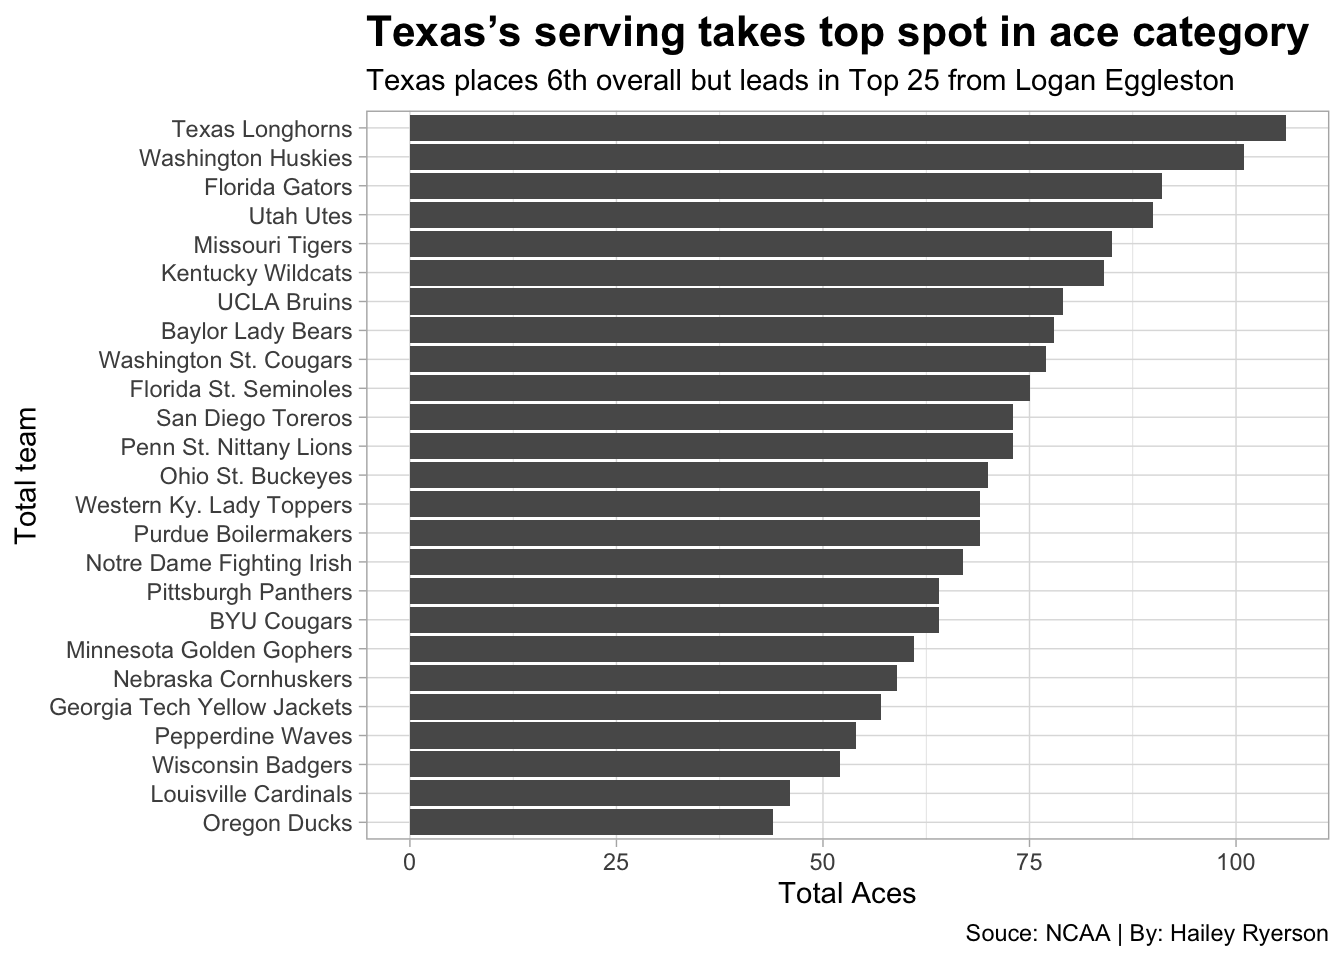 Texas’s serving takes top spot in ace category
Texas places 6th overall but leads in Top 25 from Logan Eggleston
Total team
Texas Longhorns
Washington Huskies
Florida Gators
Utah Utes
Missouri Tigers
Kentucky Wildcats
UCLA Bruins
Baylor Lady Bears
Washington St. Cougars
Florida St. Seminoles
San Diego Toreros
Penn St. Nittany Lions
Ohio St. Buckeyes
Western Ky. Lady Toppers
Purdue Boilermakers
Notre Dame Fighting Irish
Pittsburgh Panthers
BYU Cougars
Minnesota Golden Gophers
Nebraska Cornhuskers
Georgia Tech Yellow Jackets
Pepperdine Waves
Wisconsin Badgers
Louisville Cardinals
Oregon Ducks
0 25 50 75 100
Total Aces
Souce: NCAA | By: Hailey Ryerson